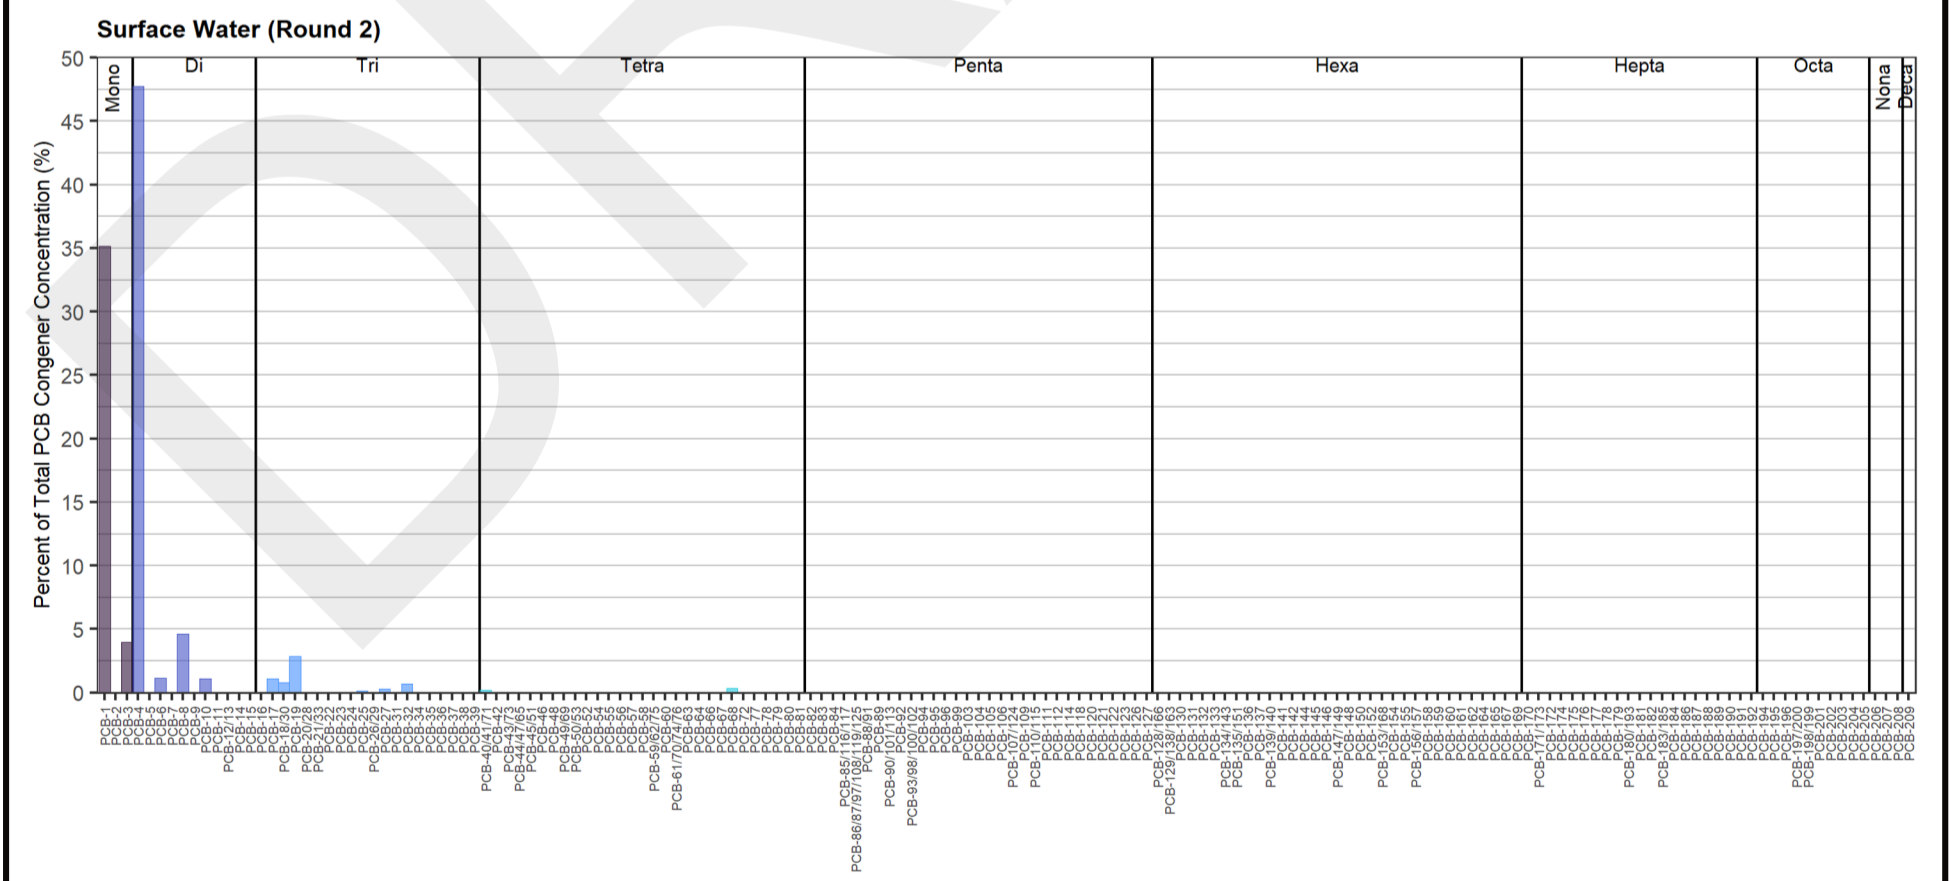 Surface Water (Round 2)
Percent of Total PCB Congener Concentration (%)
50
45
40
35
30
25
20
15
10
5
0
Mono
Di
Tri
Tetra
Penta
Hexa
Hepta
Octa
Nona
Deca
PCB-1
PCB-2
PCB-3
PCB-4
PCB-5
PCB-6
PCB-7
PCB-8
PCB-9
PCB-10
PCB-11
PCB-12/13
PCB-14
PCB-15
PCB-16
PCB-17
PCB-18/30
PCB-19
PCB-20/28
PCB-21/33
PCB-22
PCB-23
PCB-24
PCB-25
PCB-26/29
PCB-27
PCB-31
PCB-32
PCB-34
PCB-35
PCB-36
PCB-37
PCB-38
PCB-39
PCB-40/41/71
PCB-42
PCB-43/73
PCB-44/47/65
PCB-45/51
PCB-46
PCB-48
PCB-49/69
PCB-50/53
PCB-52
PCB-54
PCB-55
PCB-56
PCB-57
PCB-58
PCB-59/62/75
PCB-60
PCB-61/70/74/76
PCB-63
PCB-64
PCB-66
PCB-67
PCB-68
PCB-72
PCB-77
PCB-78
PCB-79
PCB-80
PCB-81
PCB-82
PCB-83
PCB-84
PCB-85/116/117
PCB-86/87/97/108/119/125
PCB-88/91
PCB-89
PCB-90/101/113
PCB-92
PCB-93/98/100/102
PCB-94
PCB-95
PCB-96
PCB-99
PCB-103
PCB-104
PCB-105
PCB-106
PCB-107/124
PCB-109
PCB-110/115
PCB-111
PCB-112
PCB-114
PCB-118
PCB-120
PCB-121
PCB-122
PCB-123
PCB-126
PCB-127
PCB-128/166
PCB-129/138/163
PCB-130
PCB-131
PCB-132
PCB-133
PCB-134/143
PCB-135/151
PCB-136
PCB-137
PCB-139/140
PCB-141
PCB-142
PCB-144
PCB-145
PCB-146
PCB-147/149
PCB-148
PCB-150
PCB-152
PCB-153/168
PCB-154
PCB-155
PCB-156/157
PCB-158
PCB-159
PCB-160
PCB-161
PCB-162
PCB-164
PCB-165
PCB-167
PCB-169
PCB-170
PCB-171/173
PCB-172
PCB-174
PCB-175
PCB-176
PCB-177
PCB-178
PCB-179
PCB-180/193
PCB-181
PCB-182
PCB-183/185
PCB-184
PCB-186
PCB-187
PCB-188
PCB-189
PCB-190
PCB-191
PCB-192
PCB-194
PCB-195
PCB-196
PCB-197/200
PCB-198/199
PCB-201
PCB-202
PCB-203
PCB-204
PCB-205
PCB-206
PCB-207
PCB-208
PCB-209